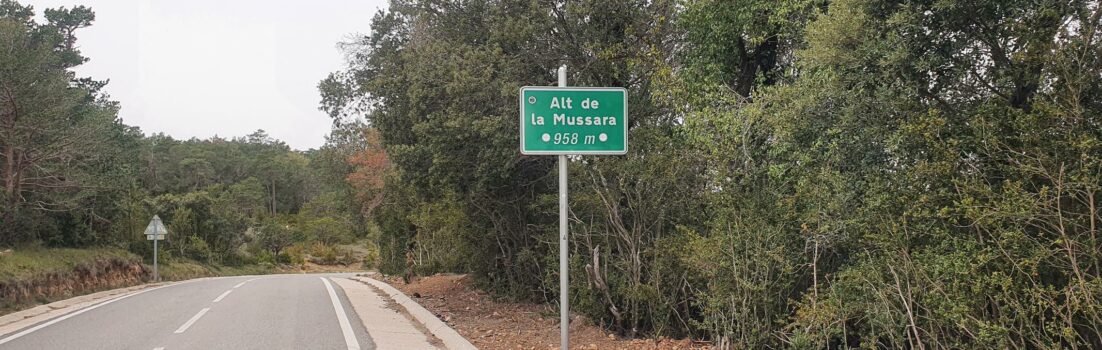 Alt de
la Mussara
958 m